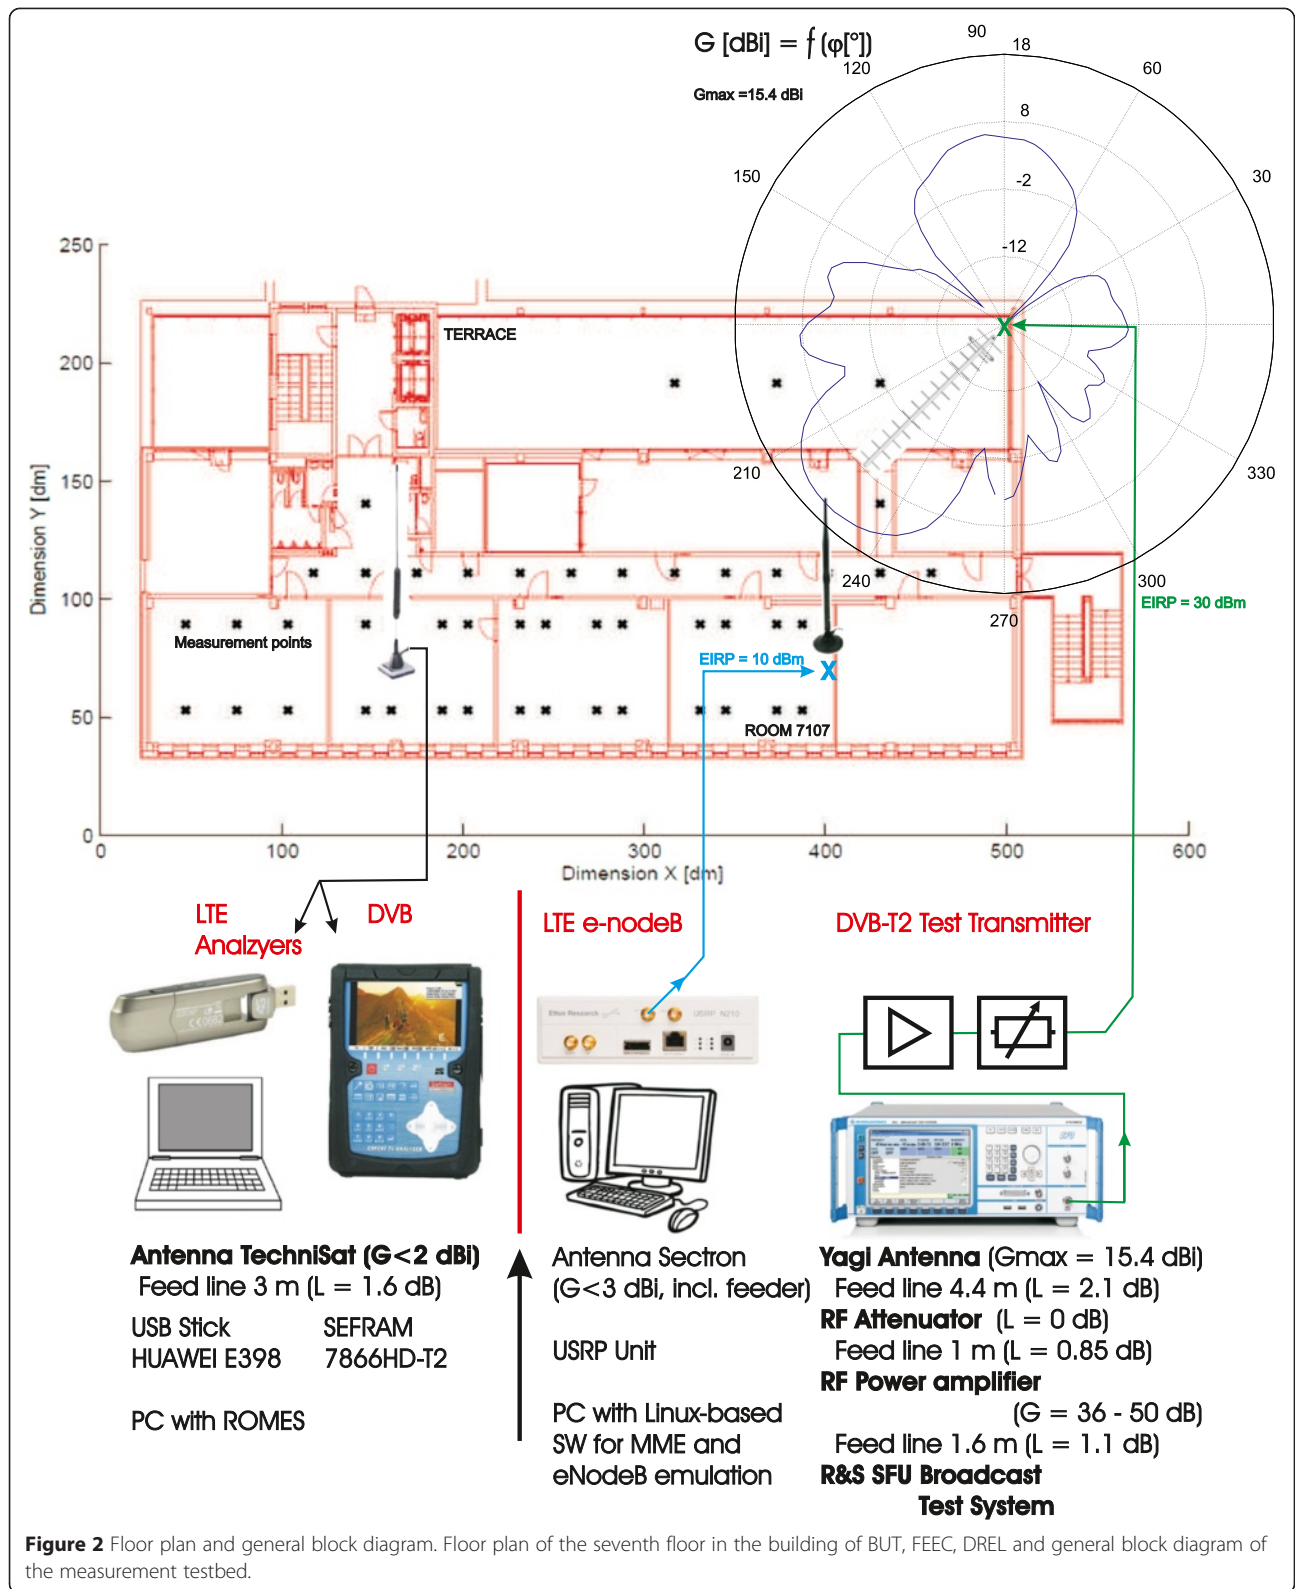 G [dBi] = f (φ[°])
Gmax =15.4 dBi
90
18
120
60
8
150
-2
30
-12
210
330
240
300
270
EIRP = 30 dBm
250
200
150
100
50
0
Dimension Y [dm]
TERRACE
Measurement points
EIRP = 10 dBm
X
X
ROOM 7107
0
100
200
300
400
500
600
Dimension X [dm]
LTE
Analzyers
DVB
LTE e-nodeB
DVB-T2 Test Transmitter
Ettus Research
USRP N210
CE0682
EXPERT TV ANALYZER
Antenna TechniSat (G<2 dBi)
Feed line 3 m (L = 1.6 dB)
USB Stick SEFRAM
HUAWEI E398 7866HD-T2
PC with ROMES
Antenna Sectron
(G<3 dBi, incl. feeder)
USRP Unit
PC with Linux-based
SW for MME and
eNodeB emulation
Yagi Antenna (Gmax = 15.4 dBi)
Feed line 4.4 m (L = 2.1 dB)
RF Attenuator (L = 0 dB)
Feed line 1 m (L = 0.85 dB)
RF Power amplifier
(G = 36 - 50 dB)
Feed line 1.6 m (L = 1.1 dB)
R&S SFU Broadcast
Test System
Figure 2 Floor plan and general block diagram. Floor plan of the seventh floor in the building of BUT, FEEC, DREL and general block diagram of
the measurement testbed.